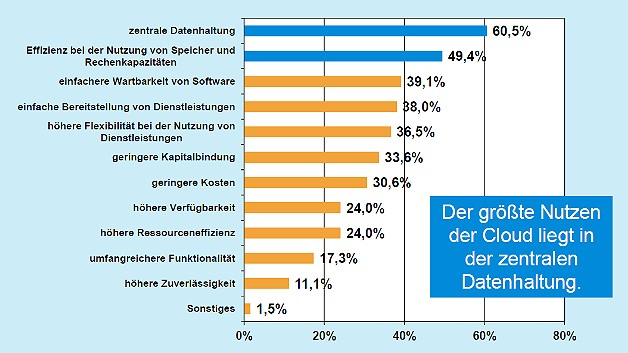 zentrale Datenhaltung
60,5%
Effizienz bei der Nutzung von Speicher und
Rechenkapazitäten
49,4%
einfachere Wartbarkeit von Software
39,1%
einfache Bereitstellung von Dienstleistungen
38,0%
höhere Flexibilität bei der Nutzung von
Dienstleistungen
36,5%
geringere Kapitalbindung
33,6%
geringere Kosten
30,6%
höhere Verfügbarkeit
24,0%
höhere Ressourceneffizienz
24,0%
umfangreichere Funktionalität
17,3%
höhere Zuverlässigkeit
11,1%
Sonstiges
1,5%
Der größte Nutzen
der Cloud liegt in
der zentralen
Datenhaltung.
0% 20% 40% 60% 80%